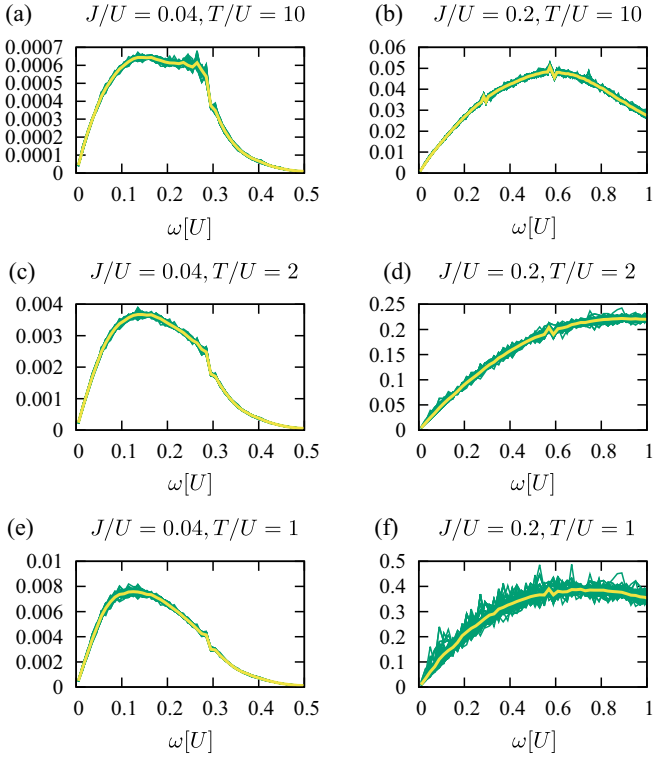 (a) J/U = 0.04, T/U = 10
0.0007
0.0006
0.0005
0.0004
0.0003
0.0002
0.0001
0
0 0.1 0.2 0.3 0.4 0.5
ω[U]
(b) J/U = 0.2, T/U = 10
0.06
0.05
0.04
0.03
0.02
0.01
0
0 0.2 0.4 0.6 0.8 1
ω[U]
(c) J/U = 0.04, T/U = 2
0.004
0.003
0.002
0.001
0
0 0.1 0.2 0.3 0.4 0.5
ω[U]
(d) J/U = 0.2, T/U = 2
0.25
0.2
0.15
0.1
0.05
0
0 0.2 0.4 0.6 0.8 1
ω[U]
(e) J/U = 0.04, T/U = 1
0.01
0.008
0.006
0.004
0.002
0
0 0.1 0.2 0.3 0.4 0.5
ω[U]
(f) J/U = 0.2, T/U = 1
0.5
0.4
0.3
0.2
0.1
0
0 0.2 0.4 0.6 0.8 1
ω[U]